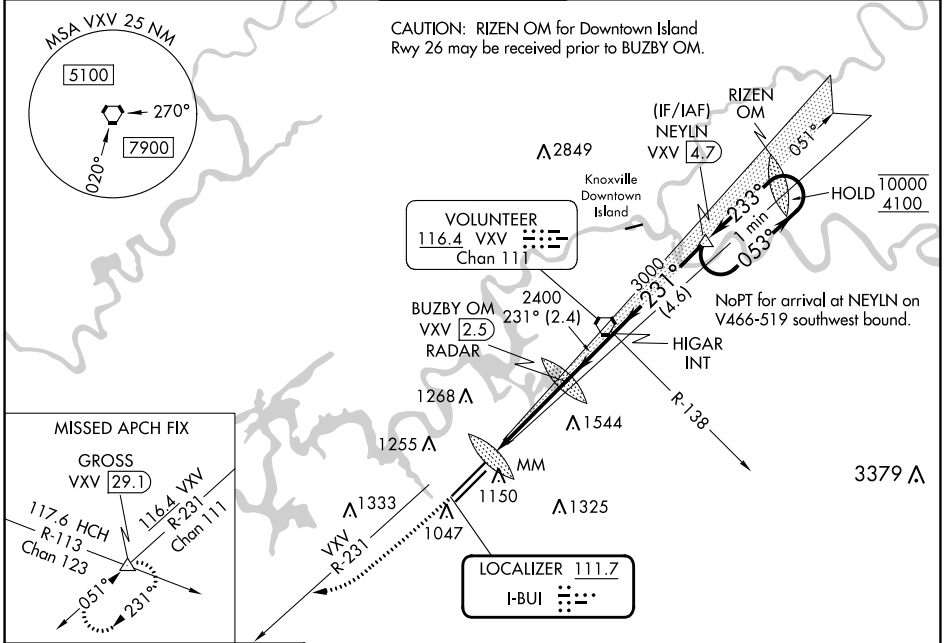 MSA VXV 25 NM
5100
270°
7900
020°
CAUTION: RIZEN OM for Downtown Island
Rwy 26 may be received prior to BUZBY OM.
RIZEN
OM
(IF/IAF)
NEYLN
VXV 4.7
051°
2849
Knoxville
Downtown
Island
HOLD 10000
4100
233°
1 min
053°
VOLUNTEER
116.4 VXV
Chan 111
3000
231°
(4.6)
NoPT for arrival at NEYLN on
V466-519 southwest bound.
2400
231° (2.4)
BUZBY OM
VXV 2.5
RADAR
HIGAR
INT
R-138
1268
1544
1255
MM
1150
3379
1333
1047
1325
VXV
R-231
LOCALIZER 111.7
I-BUI
MISSED APCH FIX
GROSS
VXV 29.1
116.4 VXV
R-231
Chan 111
117.6 HCH
R-113
Chan 123
051°
231°